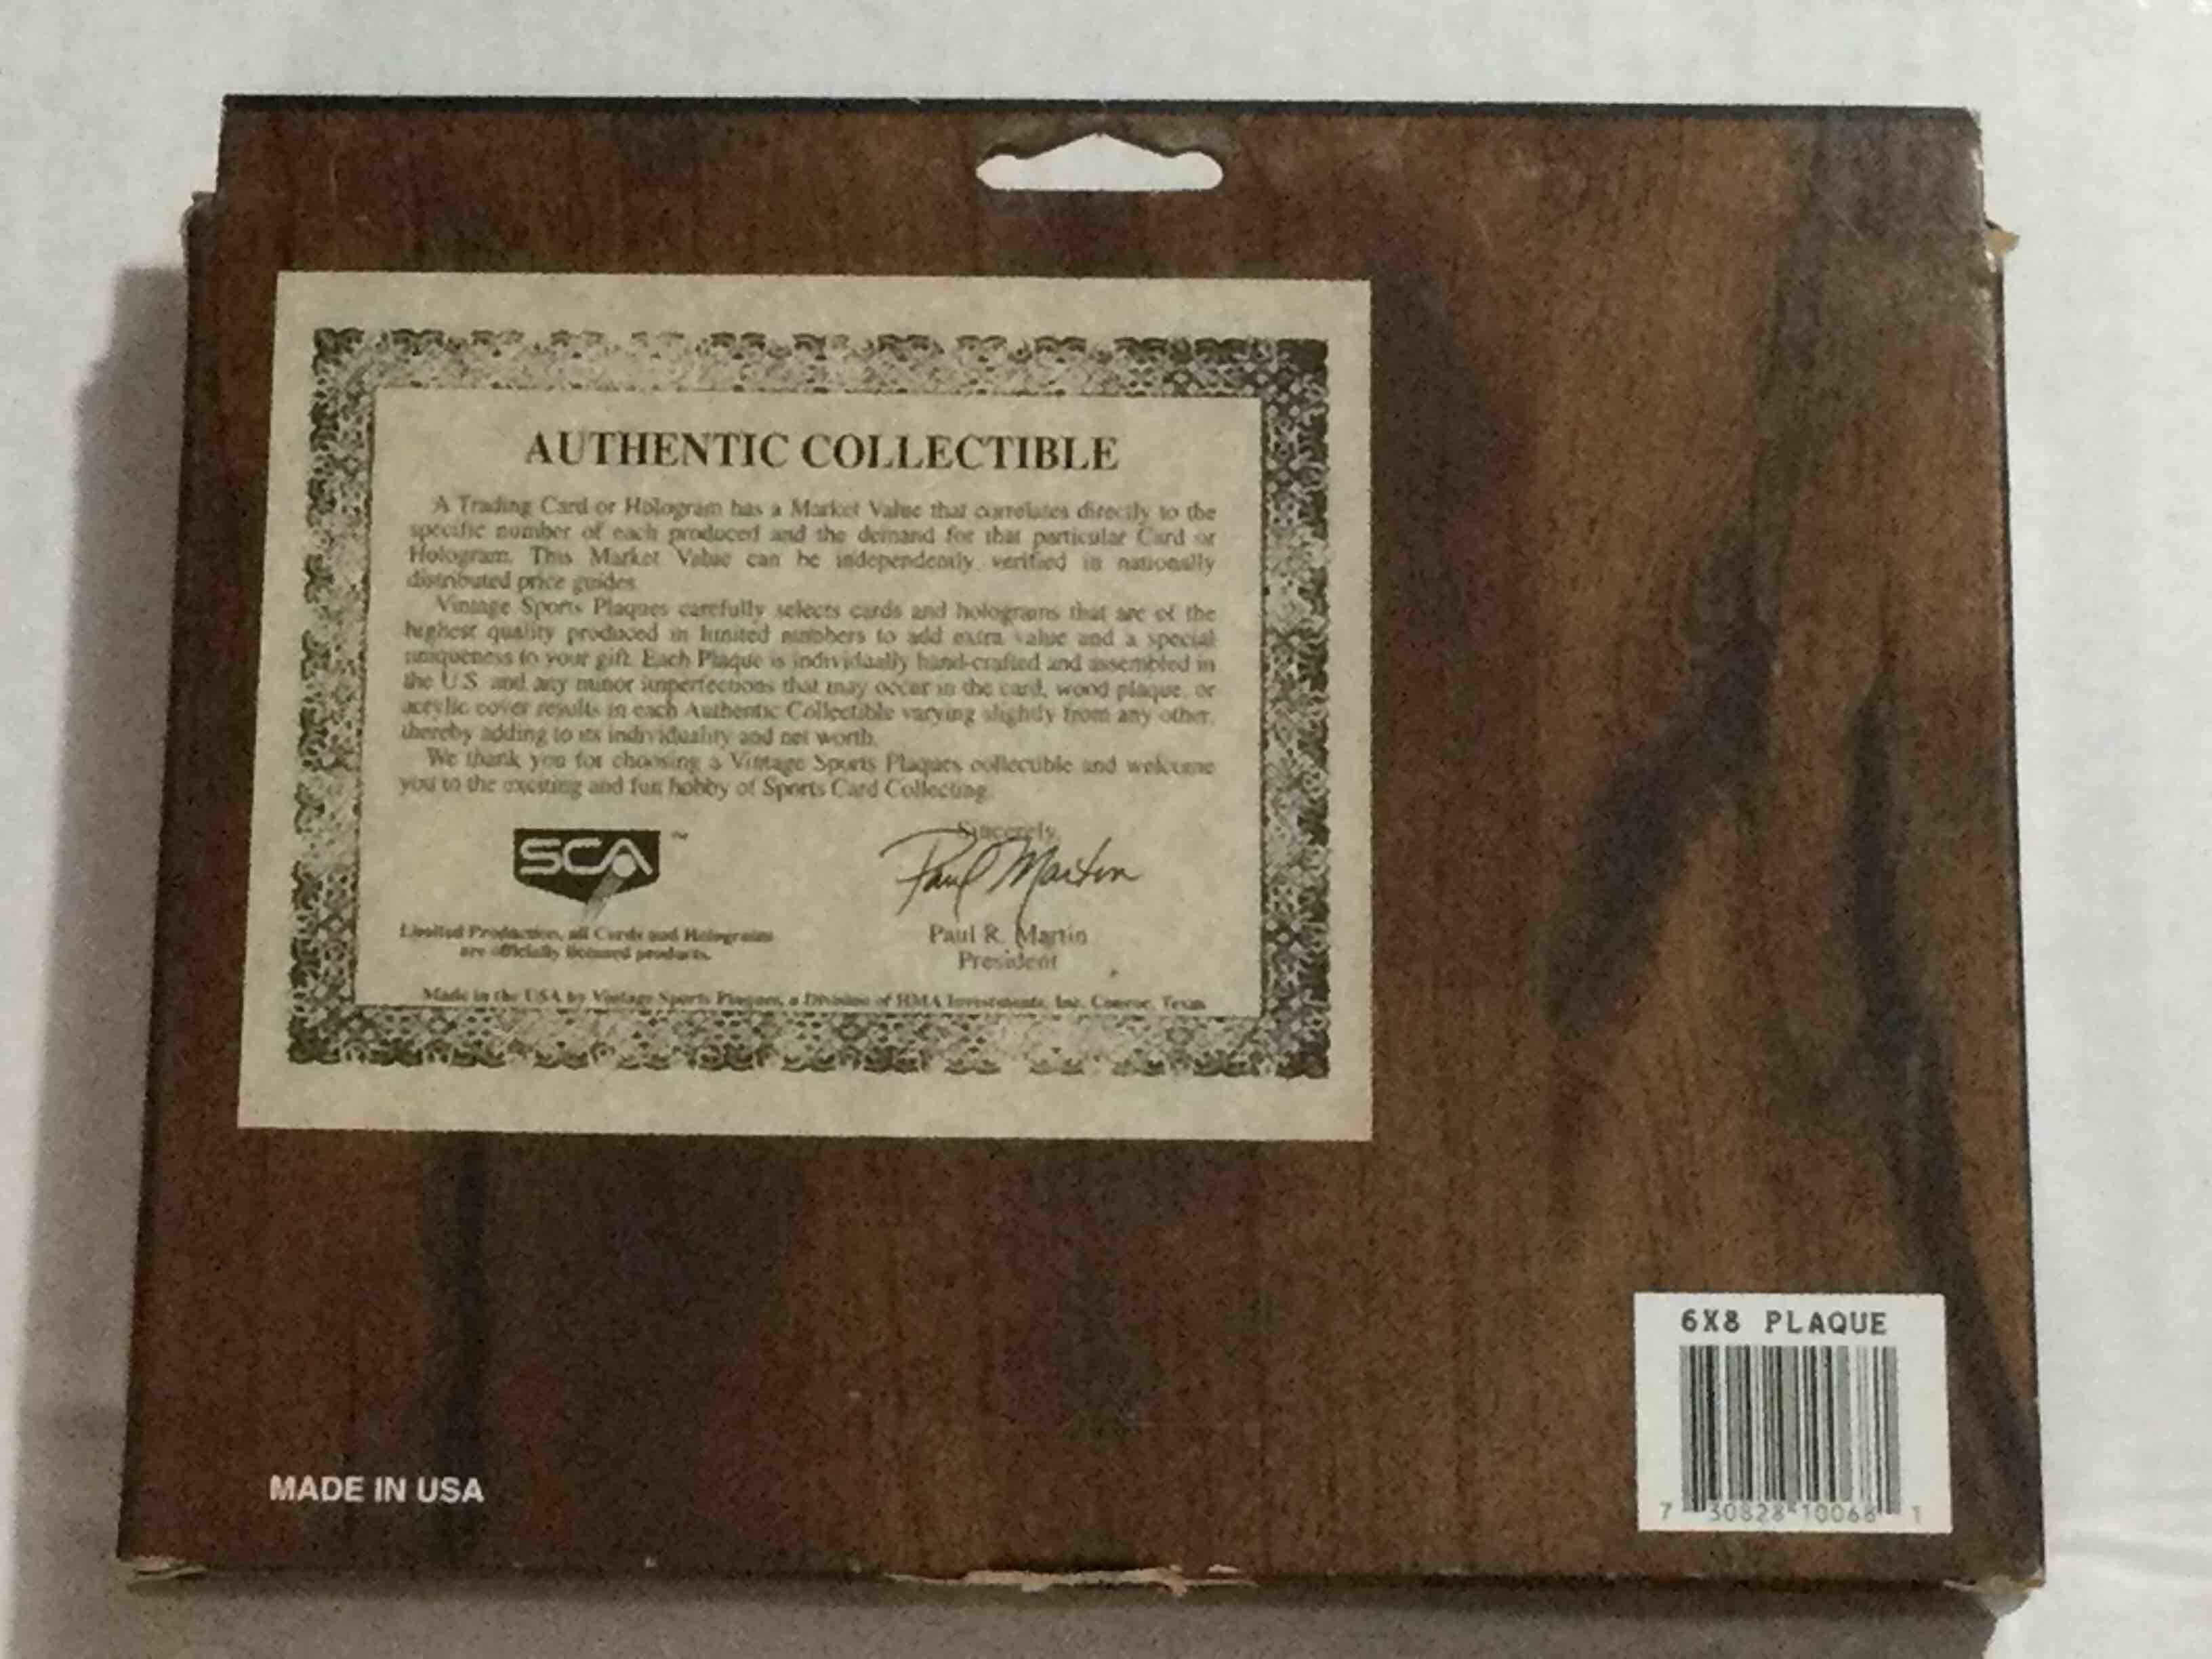 AUTHENTIC COLLECTIBLE
A Trading Card or Hologram has a Market Value that correlates directly to the
specific number of each produced and the demand for that particular Card or
Hologram. This Market Value can be independently verified in nationally
distributed price guides.
Vintage Sports Plaques carefully selects cards and holograms that are of the
highest quality produced in limited numbers to add extra value and a special
uniqueness to your gift. Each Plaque is individually hand-crafted and assembled in
the U.S. and any minor imperfections that may occur in the card, wood plaque, or
acrylic cover results in each Authentic Collectible varying slightly from any other,
thereby adding to its individuality and net worth.
We thank you for choosing a Vintage Sports Plaques collectible and welcome
you to the exciting and fun hobby of Sports Card Collecting.
Sincerely,
SCA ™
Paul Martin
Limited Production, all Cards and Holograms
are officially licensed products.
Paul R. Martin
President
Made in the USA by Vintage Sports Plaques, a Division of HMA Investments, Inc. Conroe, Texas
6X8 PLAQUE
7 30828 10068 1
MADE IN USA